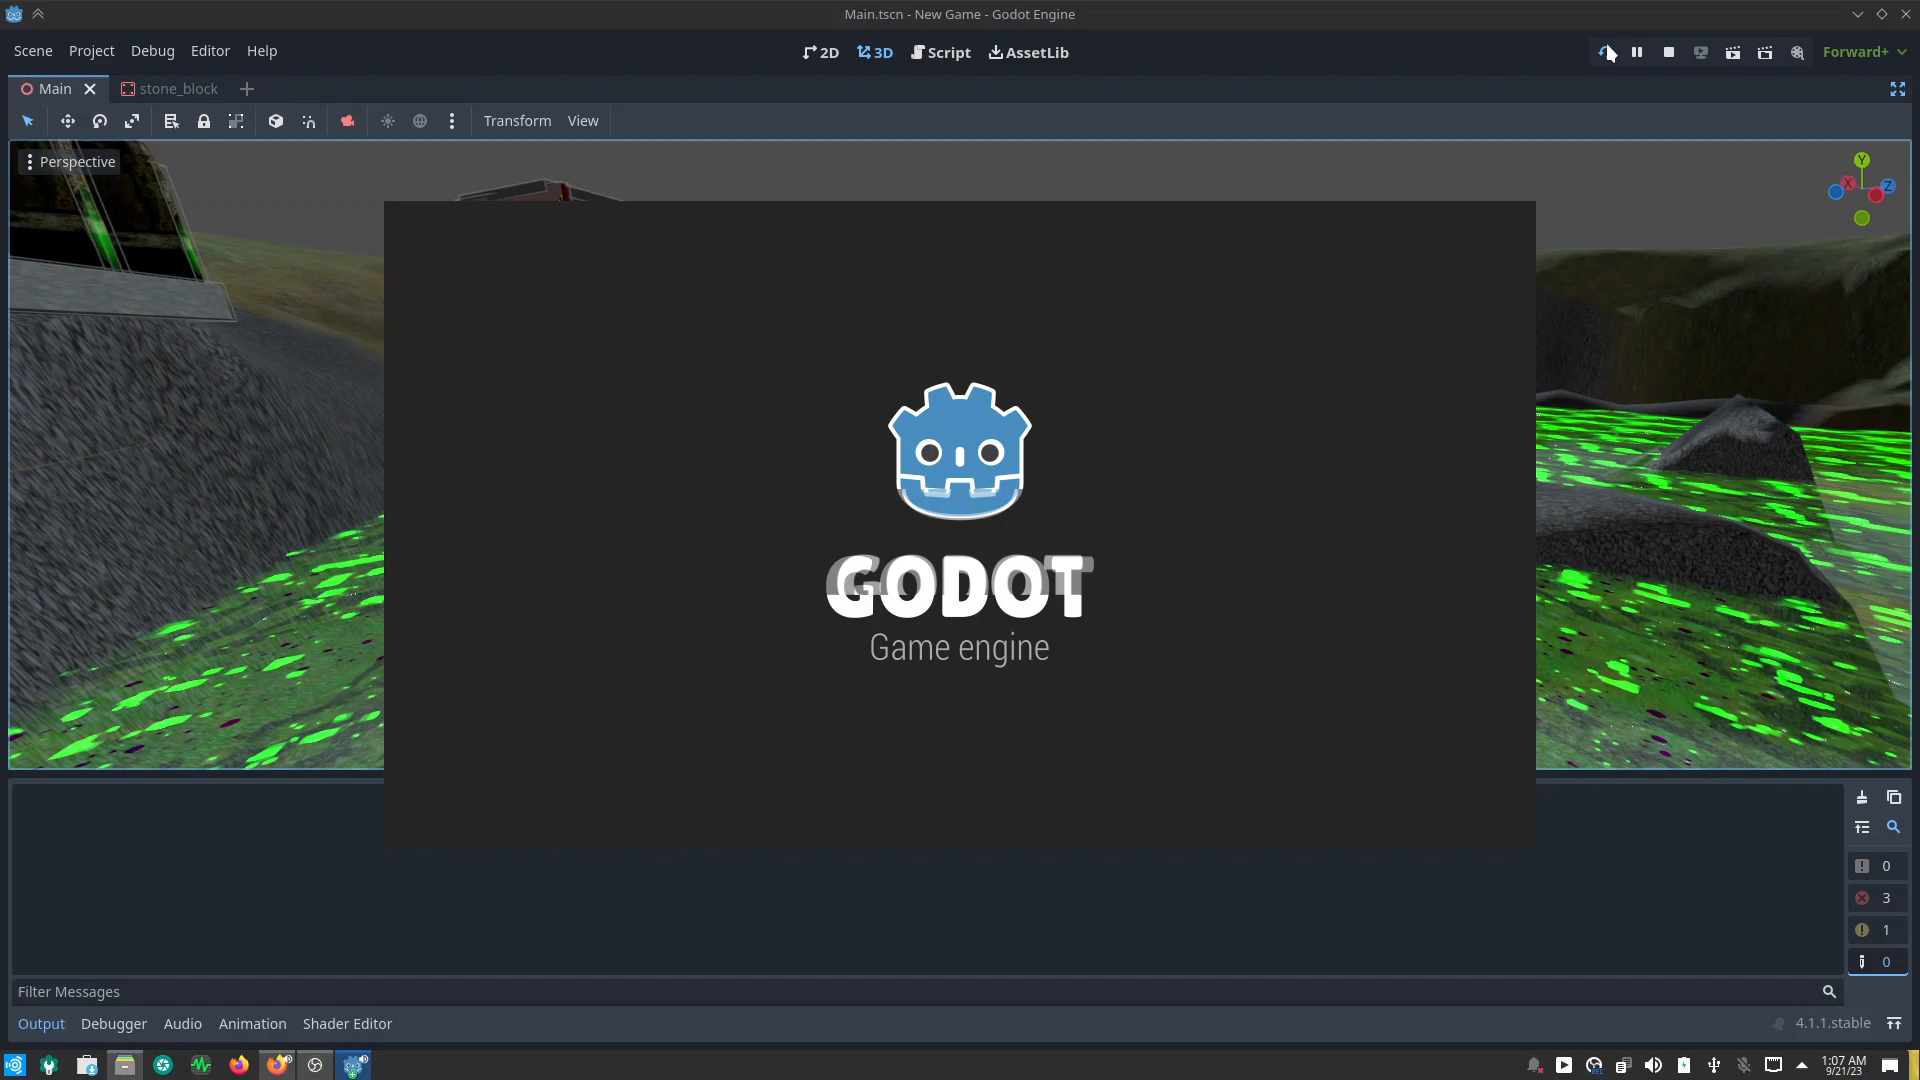 Main.tscn - New Game - Godot Engine
Scene Project Debug Editor Help
2D 3D Script AssetLib
Forward+
Main stone_block
Transform View
Perspective
Y
X
Z
GODOT
Game engine
0
3
1
0
Filter Messages
Output Debugger Audio Animation Shader Editor
4.1.1.stable
1:07 AM
9/21/23